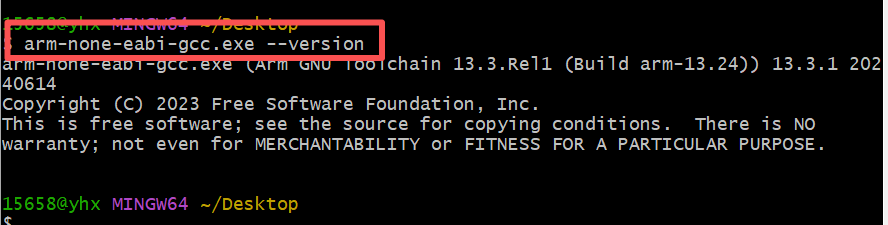 15658@yhx MINGW64 ~/Desktop
$ arm-none-eabi-gcc.exe --version
arm-none-eabi-gcc.exe (Arm GNU Toolchain 13.3.Rel1 (Build arm-13.24)) 13.3.1 202
40614
Copyright (C) 2023 Free Software Foundation, Inc.
This is free software; see the source for copying conditions.  There is NO
warranty; not even for MERCHANTABILITY or FITNESS FOR A PARTICULAR PURPOSE.
15658@yhx MINGW64 ~/Desktop
$